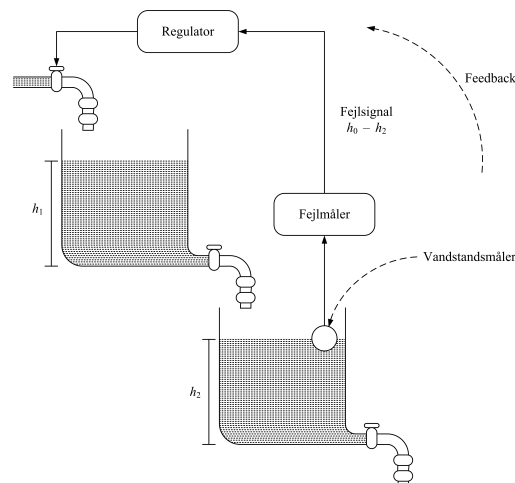 Regulator
Feedback
Fejlsignal
h₀ – h₂
h₁
Fejlmåler
Vandstandsmåler
h₂